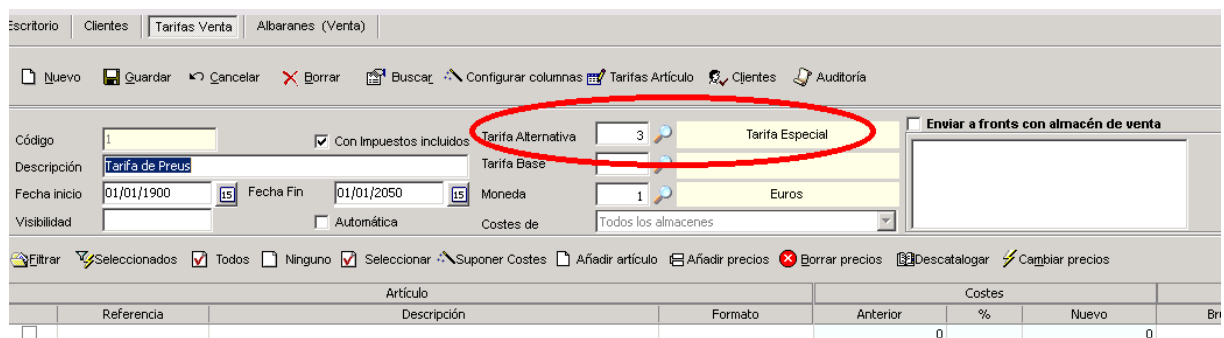 Escritorio Clientes Tarifas Venta Albaranes (Venta)
Nuevo Guardar Cancelar Borrar Buscar Configurar columnas Tarifas Artículo Clientes Auditoría
Código 1 Con Impuestos incluidos Tarifa Alternativa 3 Tarifa Especial Enviar a fronts con almacén de venta
Descripción Tarifa de Preus Tarifa Base
Fecha inicio 01/01/1900 15 Fecha Fin 01/01/2050 15 Moneda 1 Euros
Visibilidad Automática Costes de Todos los almacenes
Filtrar Seleccionados Todos Ninguno Seleccionar Suponer Costes Añadir artículo Añadir precios Borrar precios Descatalogar Cambiar precios
Artículo Costes
Referencia Descripción Formato Anterior % Nuevo Br
0 0